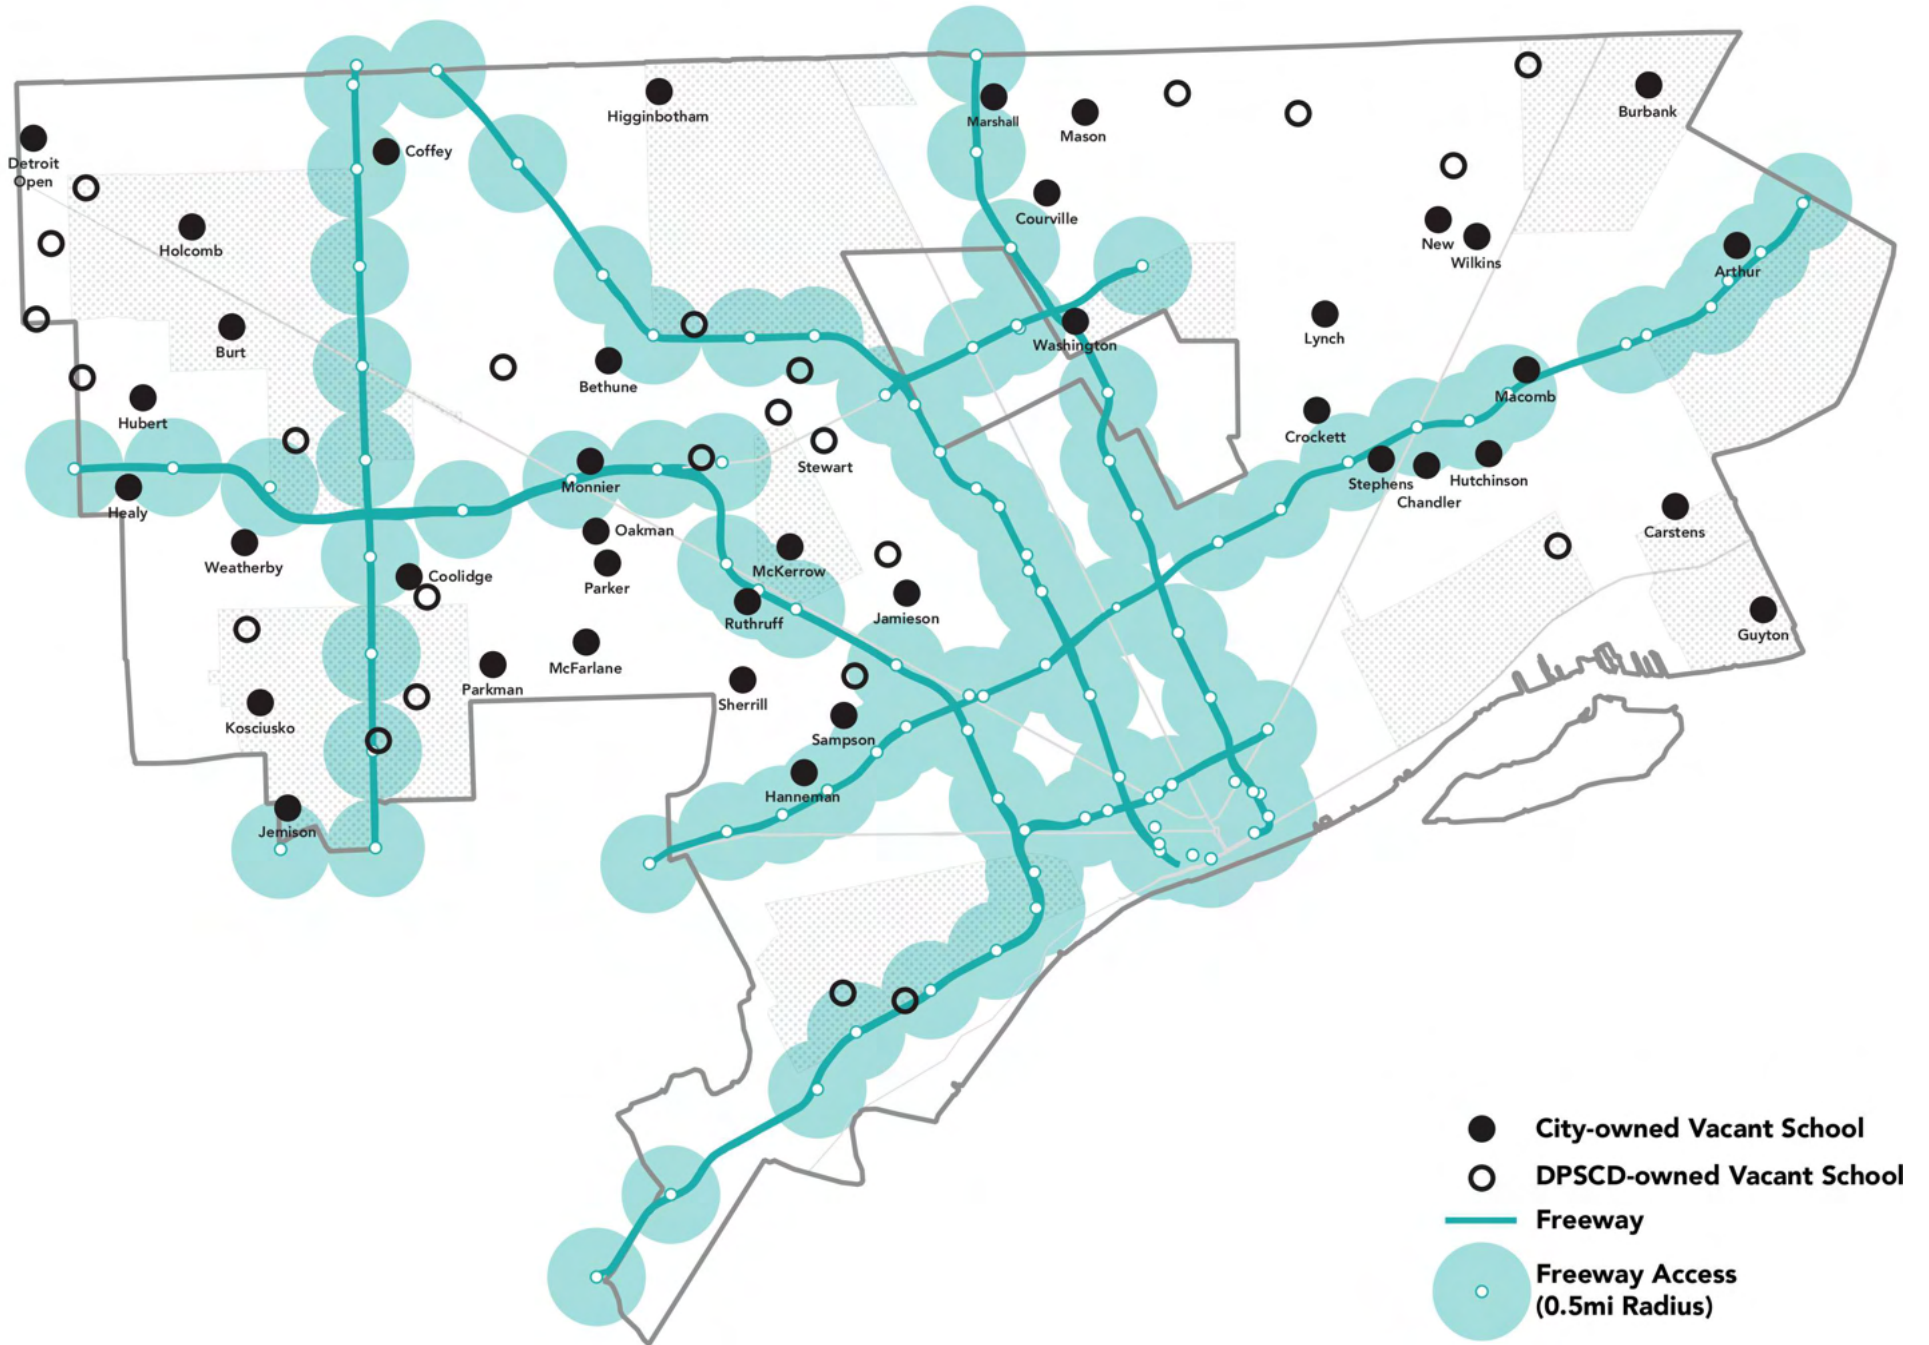 Higginbotham
Burbank
Marshall
Mason
Detroit
Open
Coffey
Courville
Holcomb
New
Wilkins
Arthur
Burt
Washington
Lynch
Bethune
Macomb
Hubert
Crockett
Stewart
Monnier
Stephens
Hutchinson
Chandler
Healy
Oakman
Carstens
Weatherby
Coolidge
McKerrow
Parker
Ruthruff
Jamieson
Guyton
McFarlane
Parkman
Sherrill
Kosciusko
Sampson
Hanneman
Jemison
City-owned Vacant School
DPSCD-owned Vacant School
Freeway
Freeway Access
(0.5mi Radius)